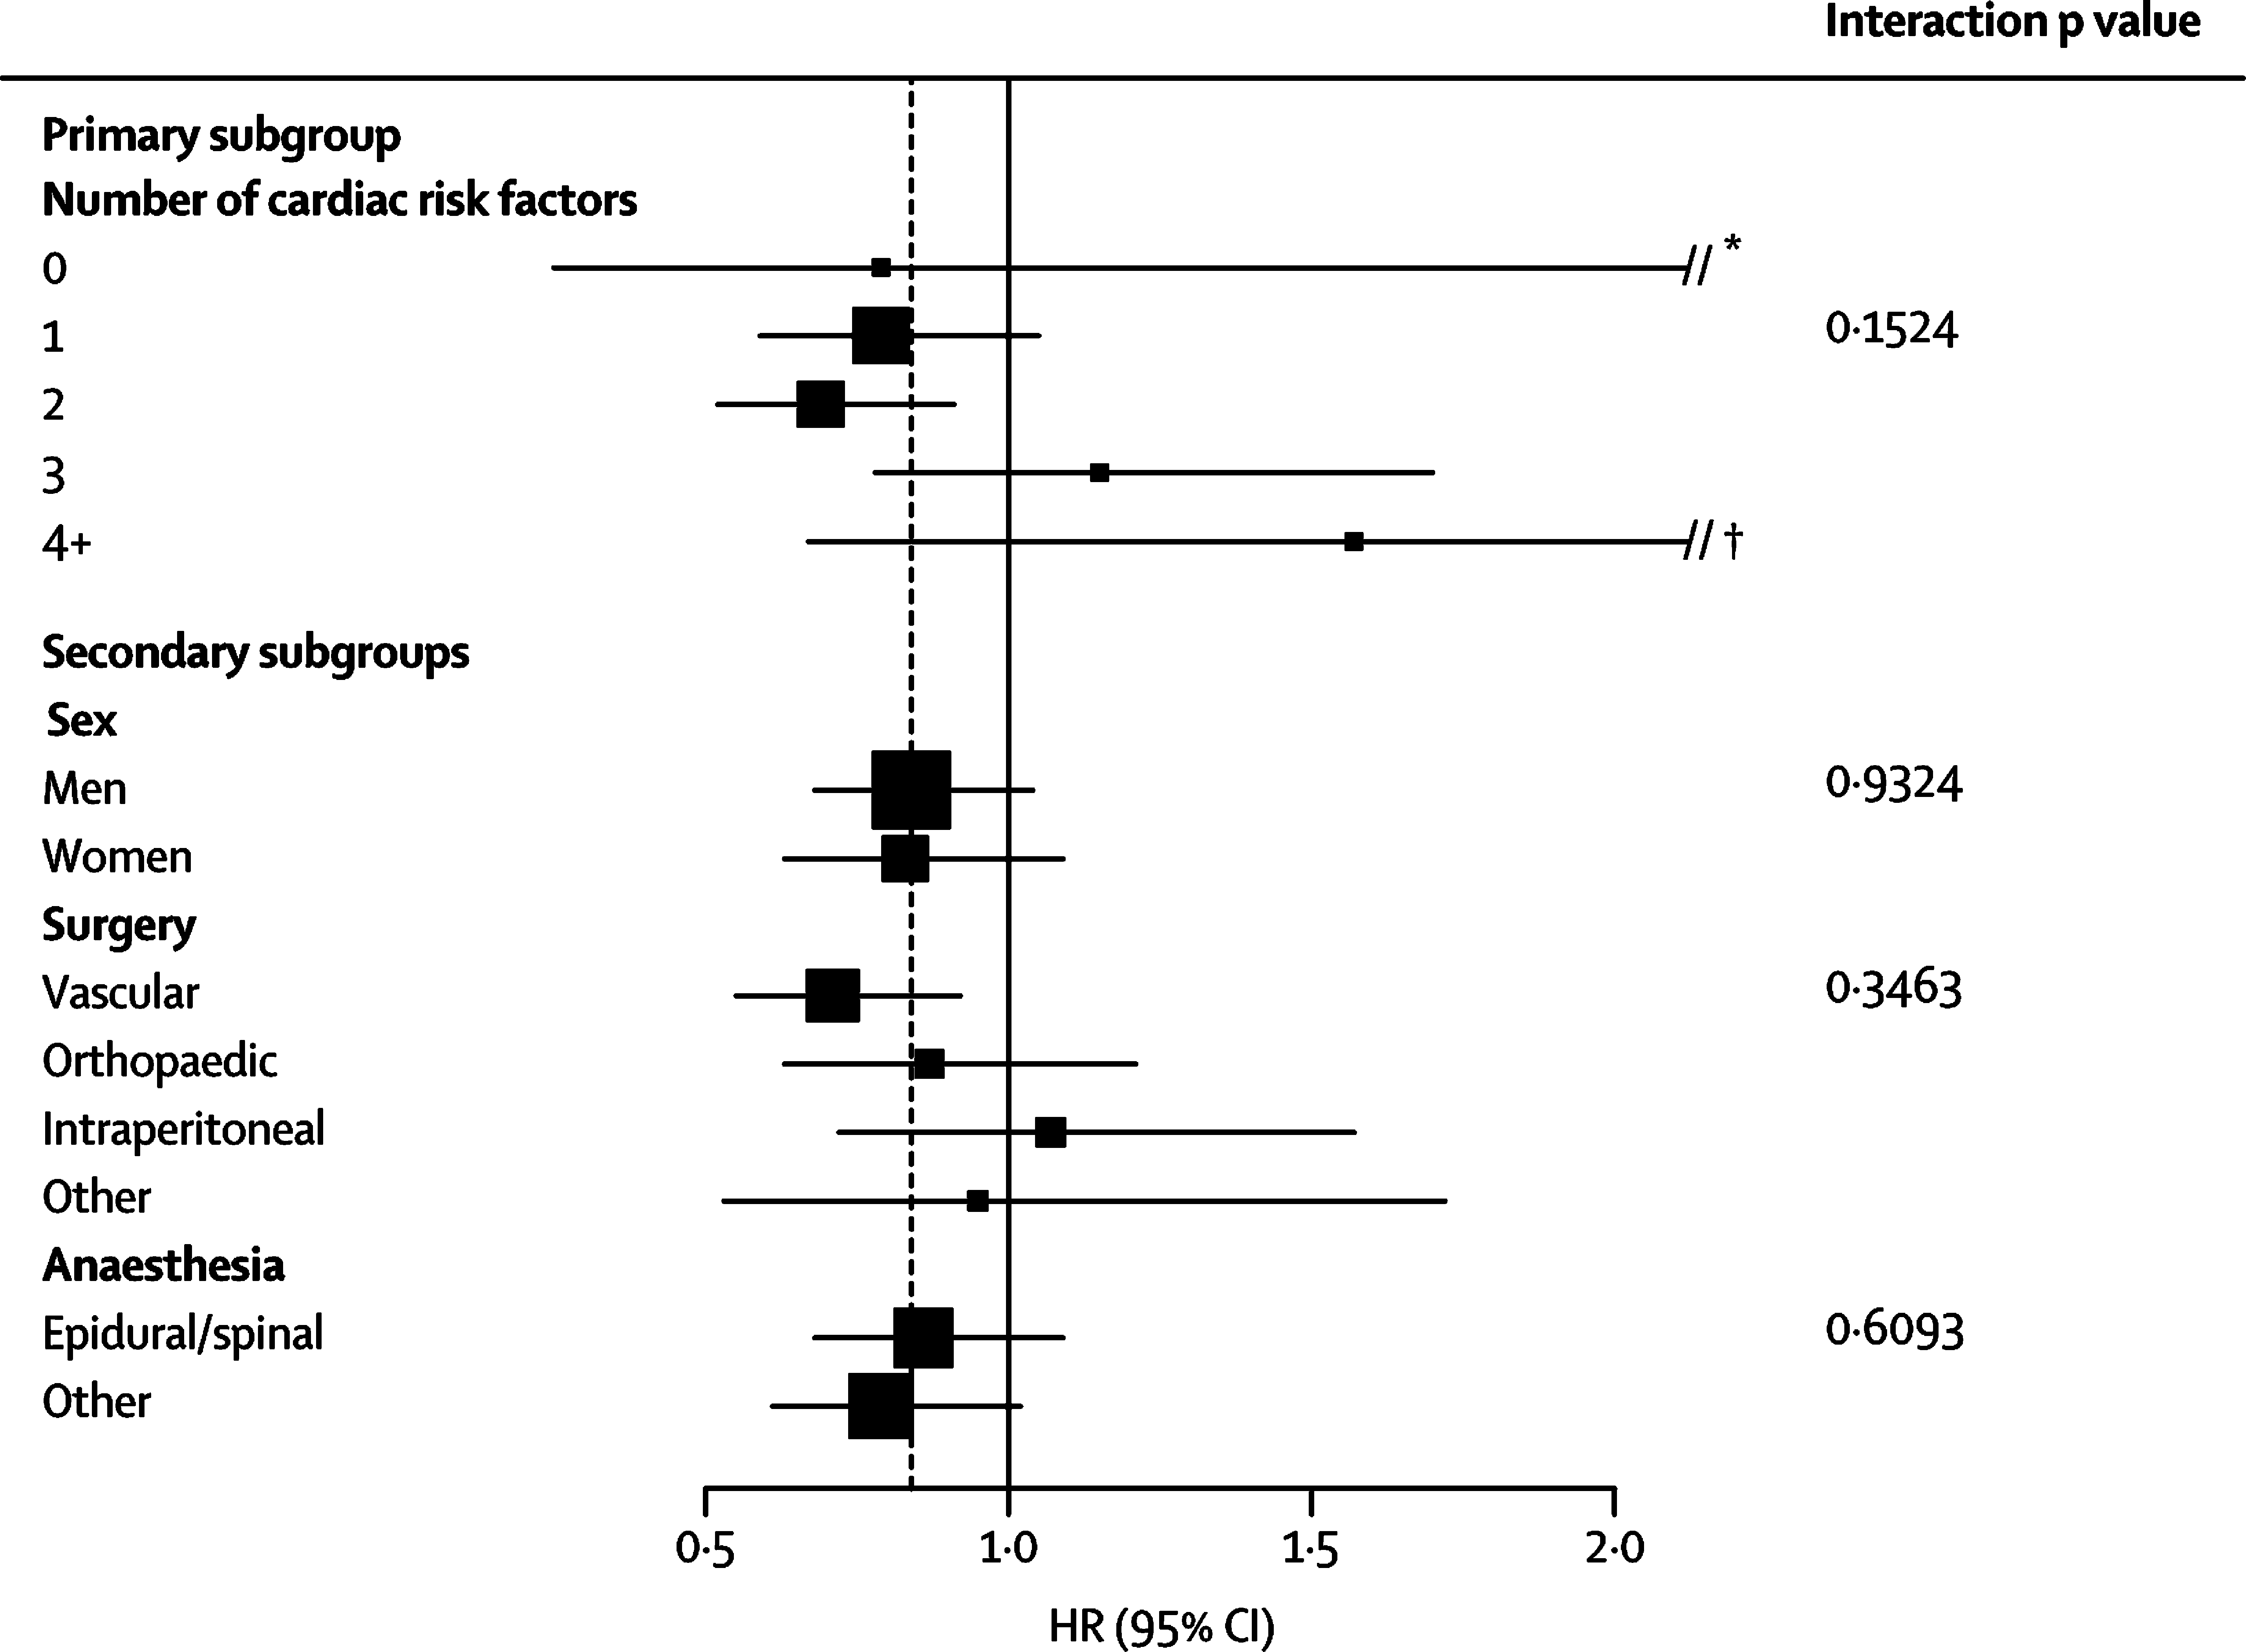 Interaction p value
Primary subgroup
Number of cardiac risk factors
0 *
1 0·1524
2
3
4+ †
Secondary subgroups
Sex
Men 0·9324
Women
Surgery
Vascular 0·3463
Orthopaedic
Intraperitoneal
Other
Anaesthesia
Epidural/spinal 0·6093
Other
0·5 1·0 1·5 2·0
HR (95% CI)